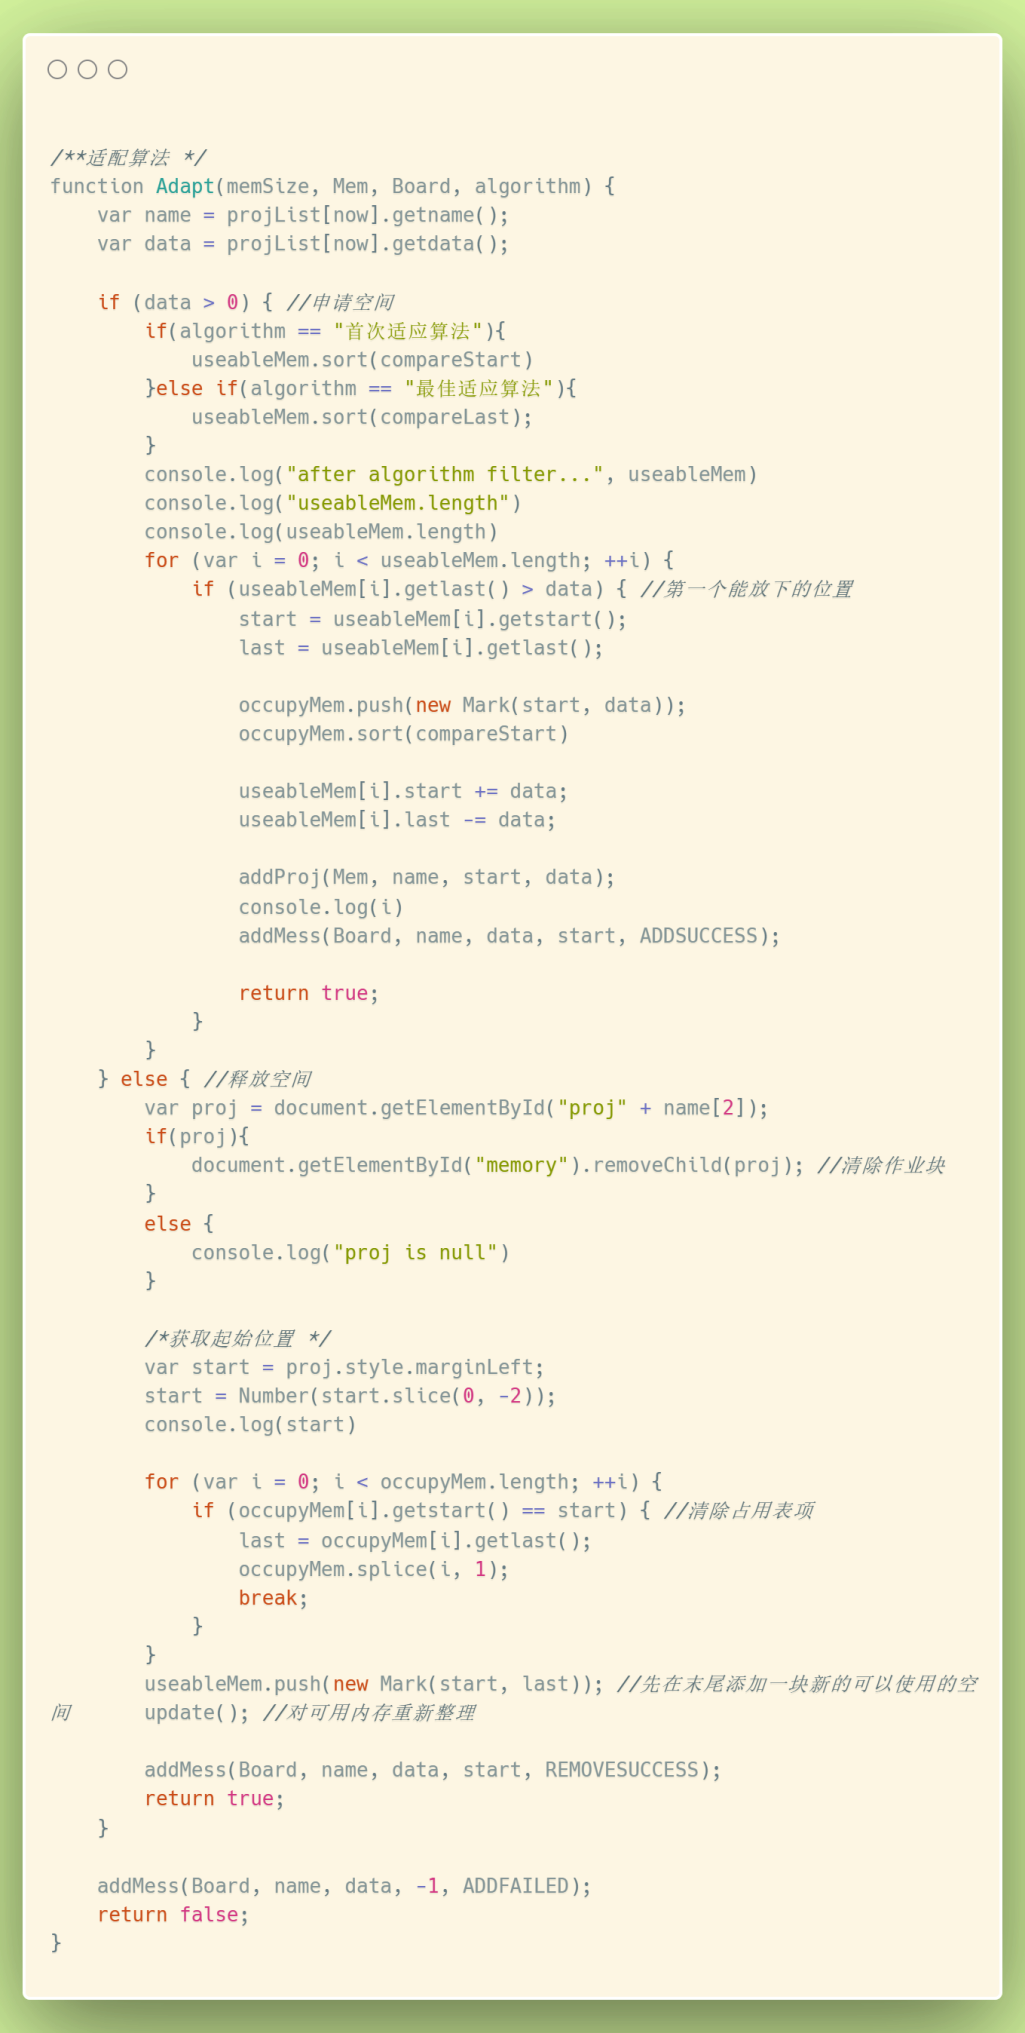 /**适配算法 */
function Adapt(memSize, Mem, Board, algorithm) {
    var name = projList[now].getname();
    var data = projList[now].getdata();

    if (data > 0) { //申请空间
        if(algorithm == "首次适应算法"){
            useableMem.sort(compareStart)
        }else if(algorithm == "最佳适应算法"){
            useableMem.sort(compareLast);
        }
        console.log("after algorithm filter...", useableMem)
        console.log("useableMem.length")
        console.log(useableMem.length)
        for (var i = 0; i < useableMem.length; ++i) {
            if (useableMem[i].getlast() > data) { //第一个能放下的位置
                start = useableMem[i].getstart();
                last = useableMem[i].getlast();

                occupyMem.push(new Mark(start, data));
                occupyMem.sort(compareStart)

                useableMem[i].start += data;
                useableMem[i].last -= data;

                addProj(Mem, name, start, data);
                console.log(i)
                addMess(Board, name, data, start, ADDSUCCESS);

                return true;
            }
        }
    } else { //释放空间
        var proj = document.getElementById("proj" + name[2]);
        if(proj){
            document.getElementById("memory").removeChild(proj); //清除作业块
        }
        else {
            console.log("proj is null")
        }

        /*获取起始位置 */
        var start = proj.style.marginLeft;
        start = Number(start.slice(0, -2));
        console.log(start)

        for (var i = 0; i < occupyMem.length; ++i) {
            if (occupyMem[i].getstart() == start) { //清除占用表项
                last = occupyMem[i].getlast();
                occupyMem.splice(i, 1);
                break;
            }
        }
        useableMem.push(new Mark(start, last)); //先在末尾添加一块新的可以使用的空
间      update(); //对可用内存重新整理

        addMess(Board, name, data, start, REMOVESUCCESS);
        return true;
    }

    addMess(Board, name, data, -1, ADDFAILED);
    return false;
}